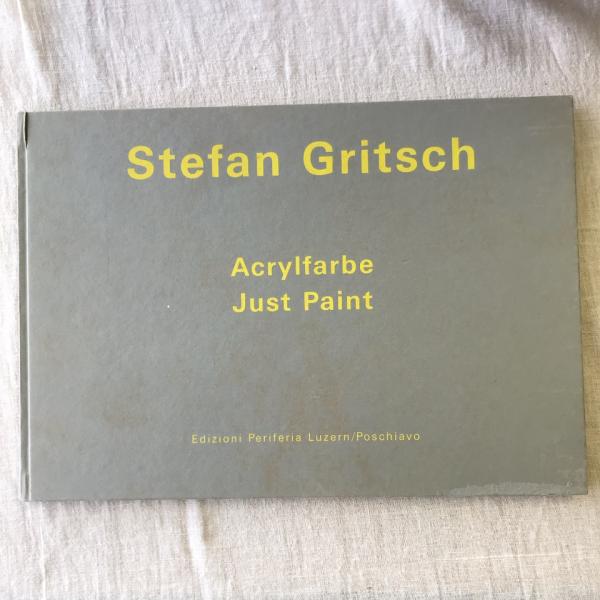 Stefan Gritsch
Acrylfarbe
Just Paint
Edizioni Periferia Luzern/Poschiavo